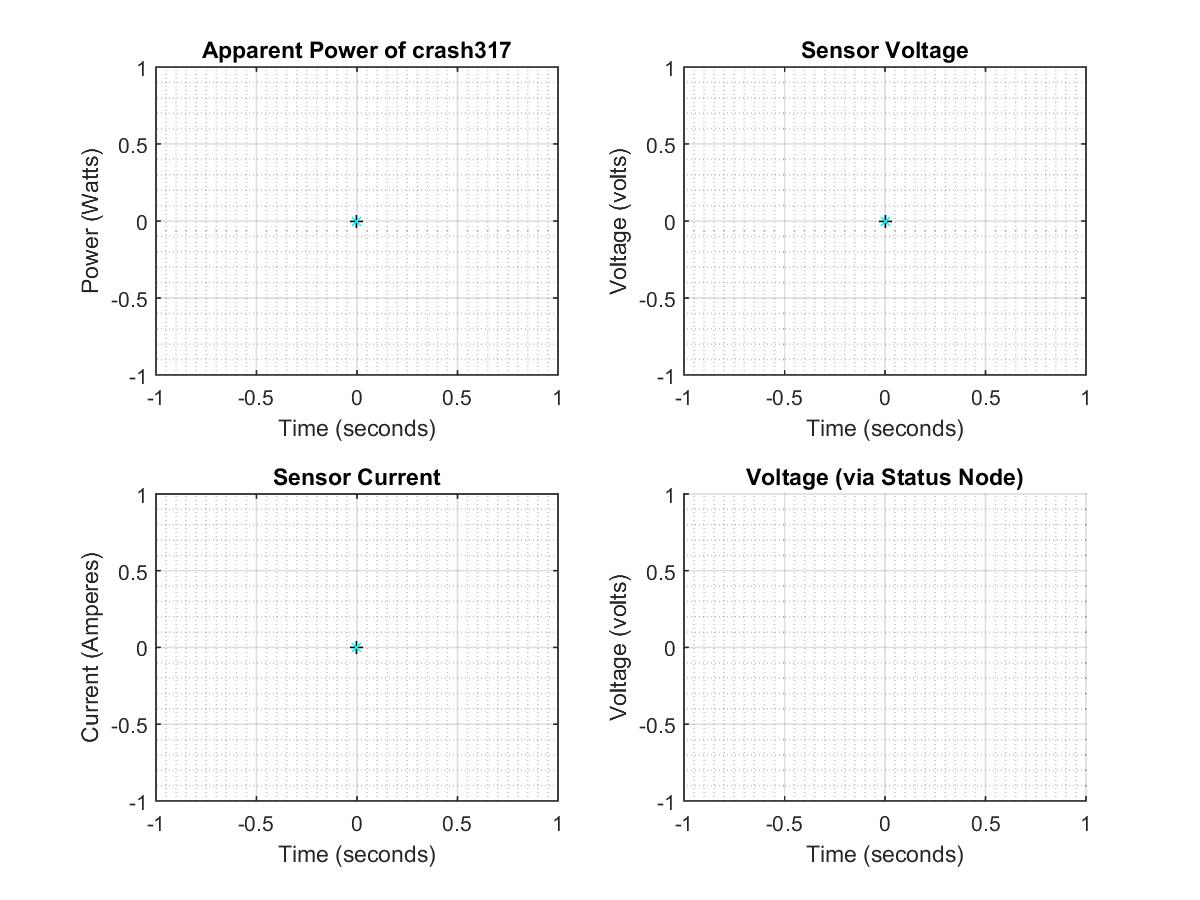 Apparent Power of crash317
1
0.5
0
-0.5
-1
Power (Watts)
-1 -0.5 0 0.5 1
Time (seconds)
Sensor Voltage
1
0.5
0
-0.5
-1
Voltage (volts)
-1 -0.5 0 0.5 1
Time (seconds)
Sensor Current
1
0.5
0
-0.5
-1
Current (Amperes)
-1 -0.5 0 0.5 1
Time (seconds)
Voltage (via Status Node)
1
0.5
0
-0.5
-1
Voltage (volts)
-1 -0.5 0 0.5 1
Time (seconds)